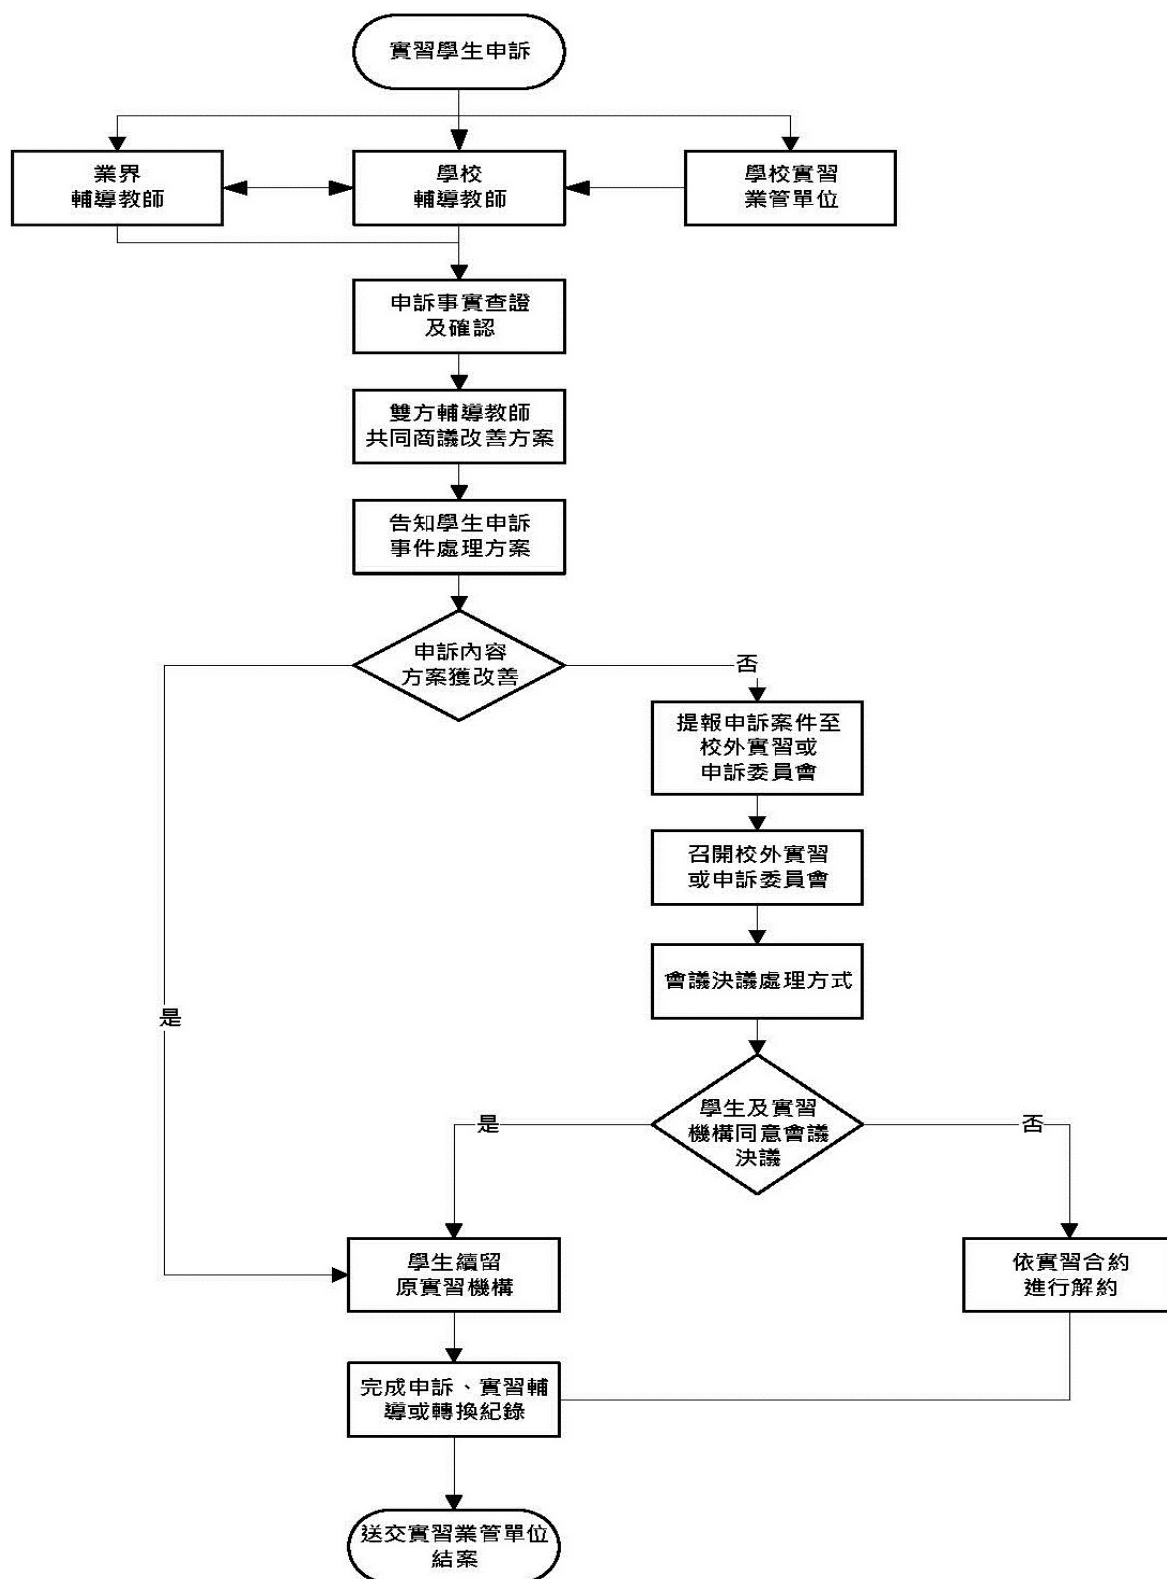 實習學生申訴
業界
輔導教師
學校
輔導教師
學校實習
業管單位
申訴事實查證
及確認
雙方輔導教師
共同商議改善方案
告知學生申訴
事件處理方案
申訴內容
方案獲改善
否
提報申訴案件至
校外實習或
申訴委員會
召開校外實習
或申訴委員會
會議決議處理方式
是
學生及實習
機構同意會議
決議
是
否
學生續留
原實習機構
依實習合約
進行解約
完成申訴、實習輔
導或轉換紀錄
送交實習業管單位
結案